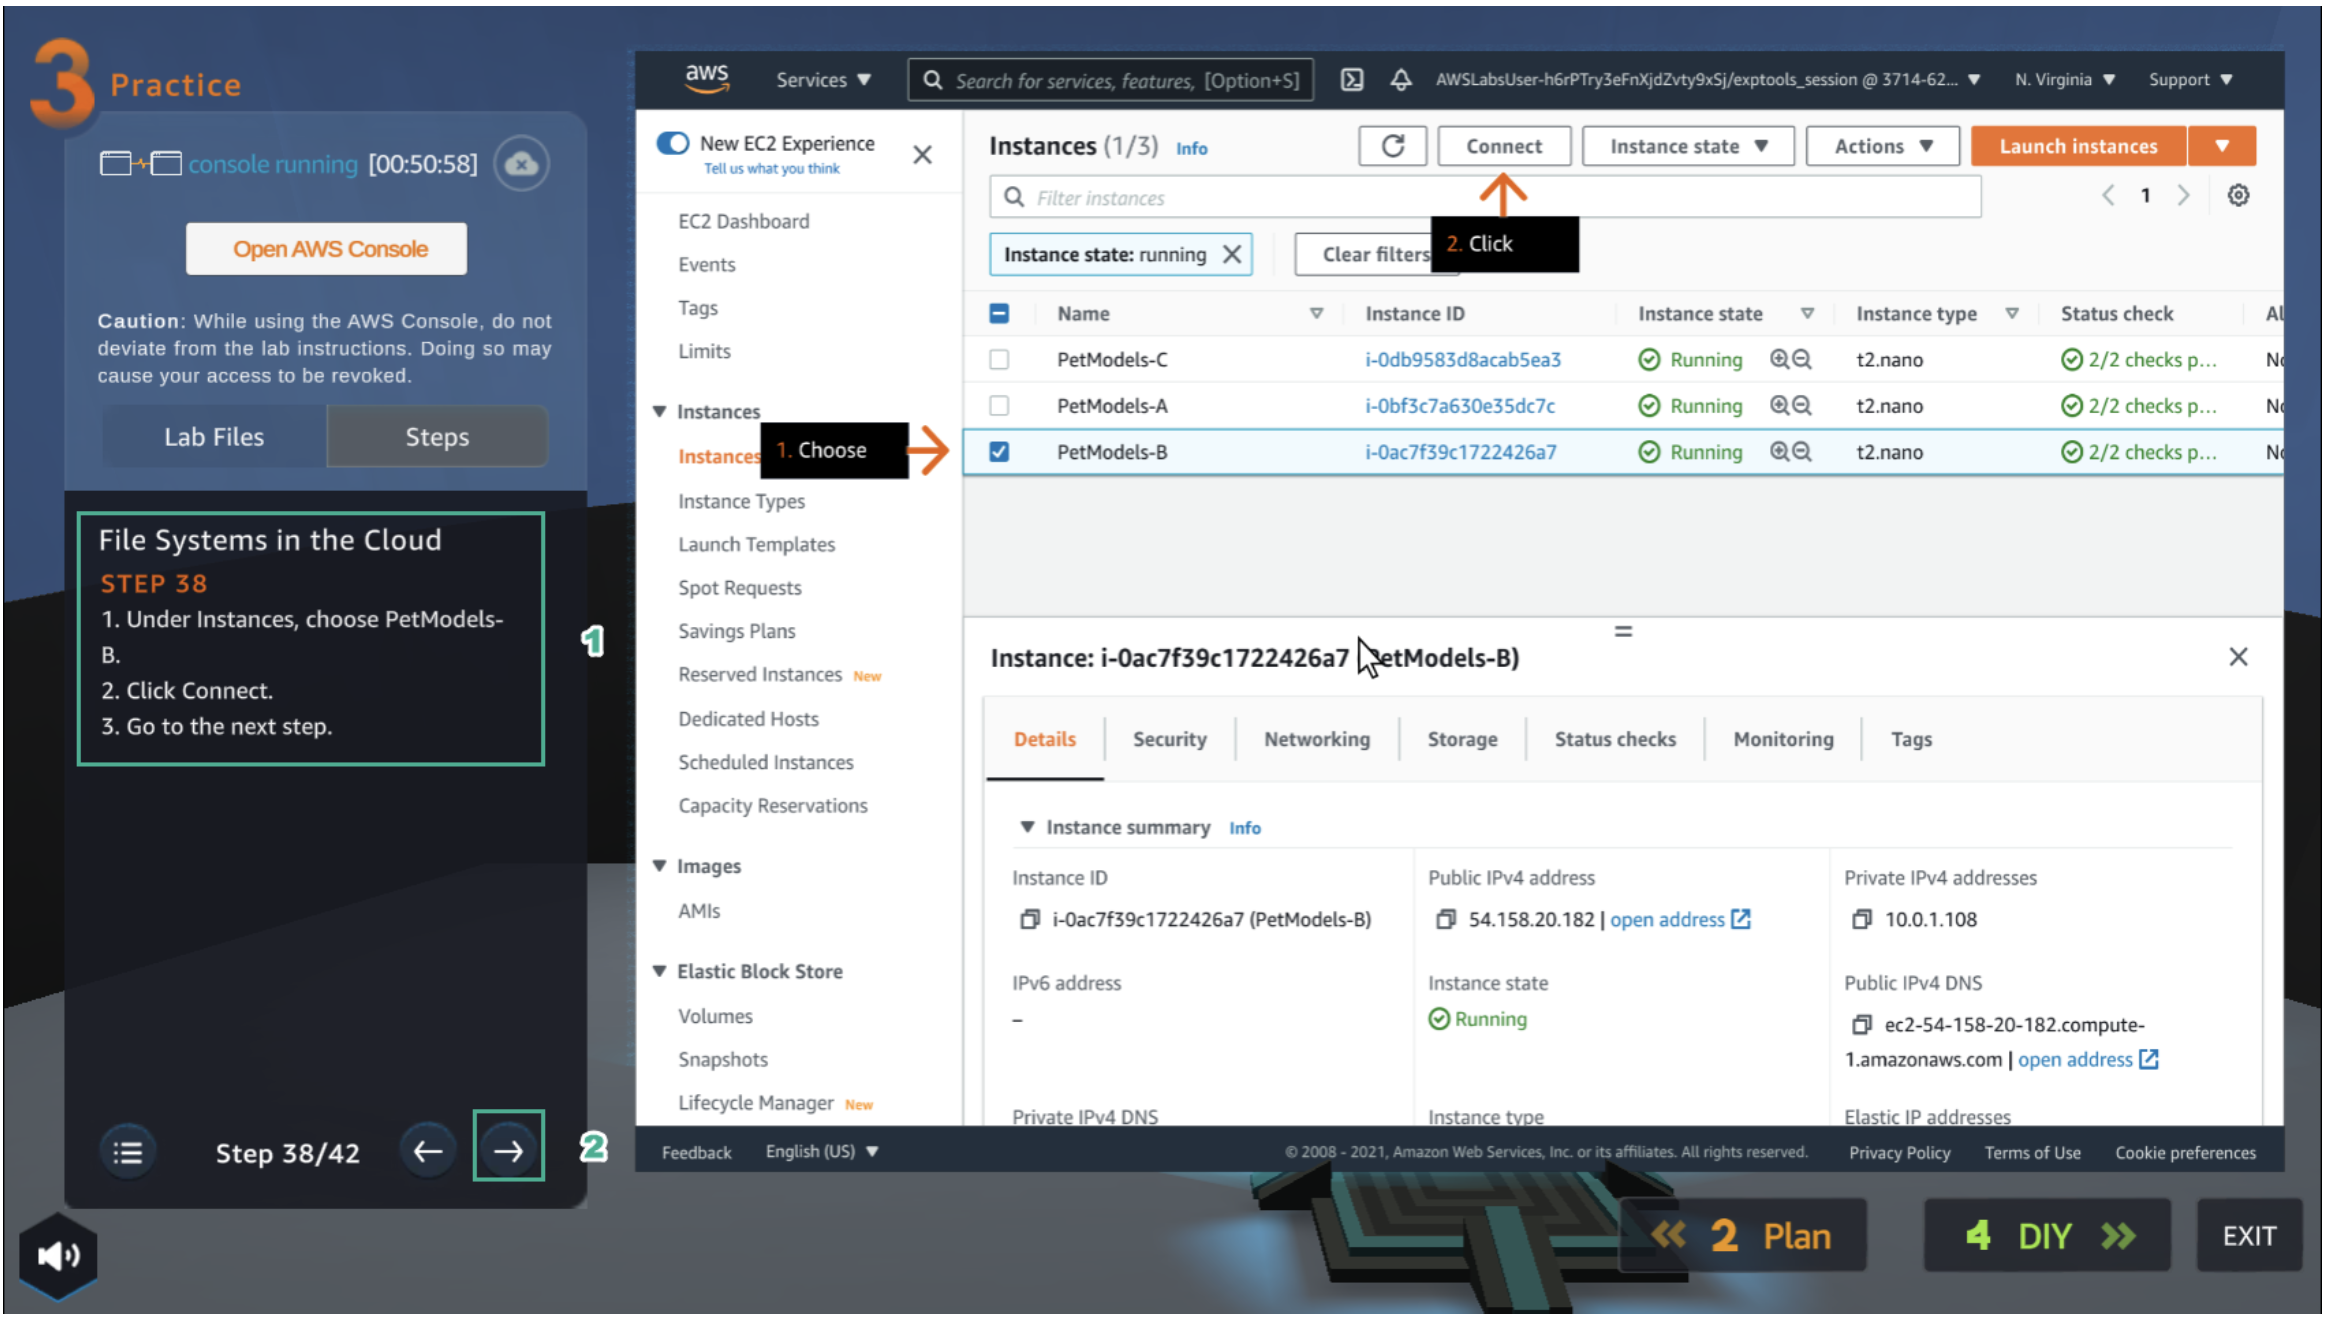 3 Practice
console running [00:50:58]
Open AWS Console
Caution: While using the AWS Console, do not
deviate from the lab instructions. Doing so may
cause your access to be revoked.
Lab Files
Steps
File Systems in the Cloud
STEP 38
1. Under Instances, choose PetModels-
B.
2. Click Connect.
3. Go to the next step.
1
Step 38/42
2
aws
Services
Search for services, features, [Option+S]
AWSLabsUser-h6rPTry3eFnXjdZvty9xSj/exptools_session @ 3714-62...
N. Virginia
Support
New EC2 Experience
Tell us what you think
EC2 Dashboard
Events
Tags
Limits
Instances
Instances
1. Choose
Instance Types
Launch Templates
Spot Requests
Savings Plans
Reserved Instances New
Dedicated Hosts
Scheduled Instances
Capacity Reservations
Images
AMIs
Elastic Block Store
Volumes
Snapshots
Lifecycle Manager New
Instances (1/3) Info
Connect
Instance state
Actions
Launch instances
Filter instances
1
Instance state: running
Clear filters
2. Click
Name Instance ID Instance state Instance type Status check Al
PetModels-C i-0db9583d8acab5ea3 Running t2.nano 2/2 checks p... No
PetModels-A i-0bf3c7a630e35dc7c Running t2.nano 2/2 checks p... No
PetModels-B i-0ac7f39c1722426a7 Running t2.nano 2/2 checks p... No
Instance: i-0ac7f39c1722426a7 (PetModels-B)
Details Security Networking Storage Status checks Monitoring Tags
Instance summary Info
Instance ID
i-0ac7f39c1722426a7 (PetModels-B)
Public IPv4 address
54.158.20.182 | open address
Private IPv4 addresses
10.0.1.108
IPv6 address
–
Instance state
Running
Public IPv4 DNS
ec2-54-158-20-182.compute-
1.amazonaws.com | open address
Private IPv4 DNS
Instance type
Elastic IP addresses
Feedback English (US)
© 2008 - 2021, Amazon Web Services, Inc. or its affiliates. All rights reserved. Privacy Policy Terms of Use Cookie preferences
2 Plan
4 DIY
EXIT